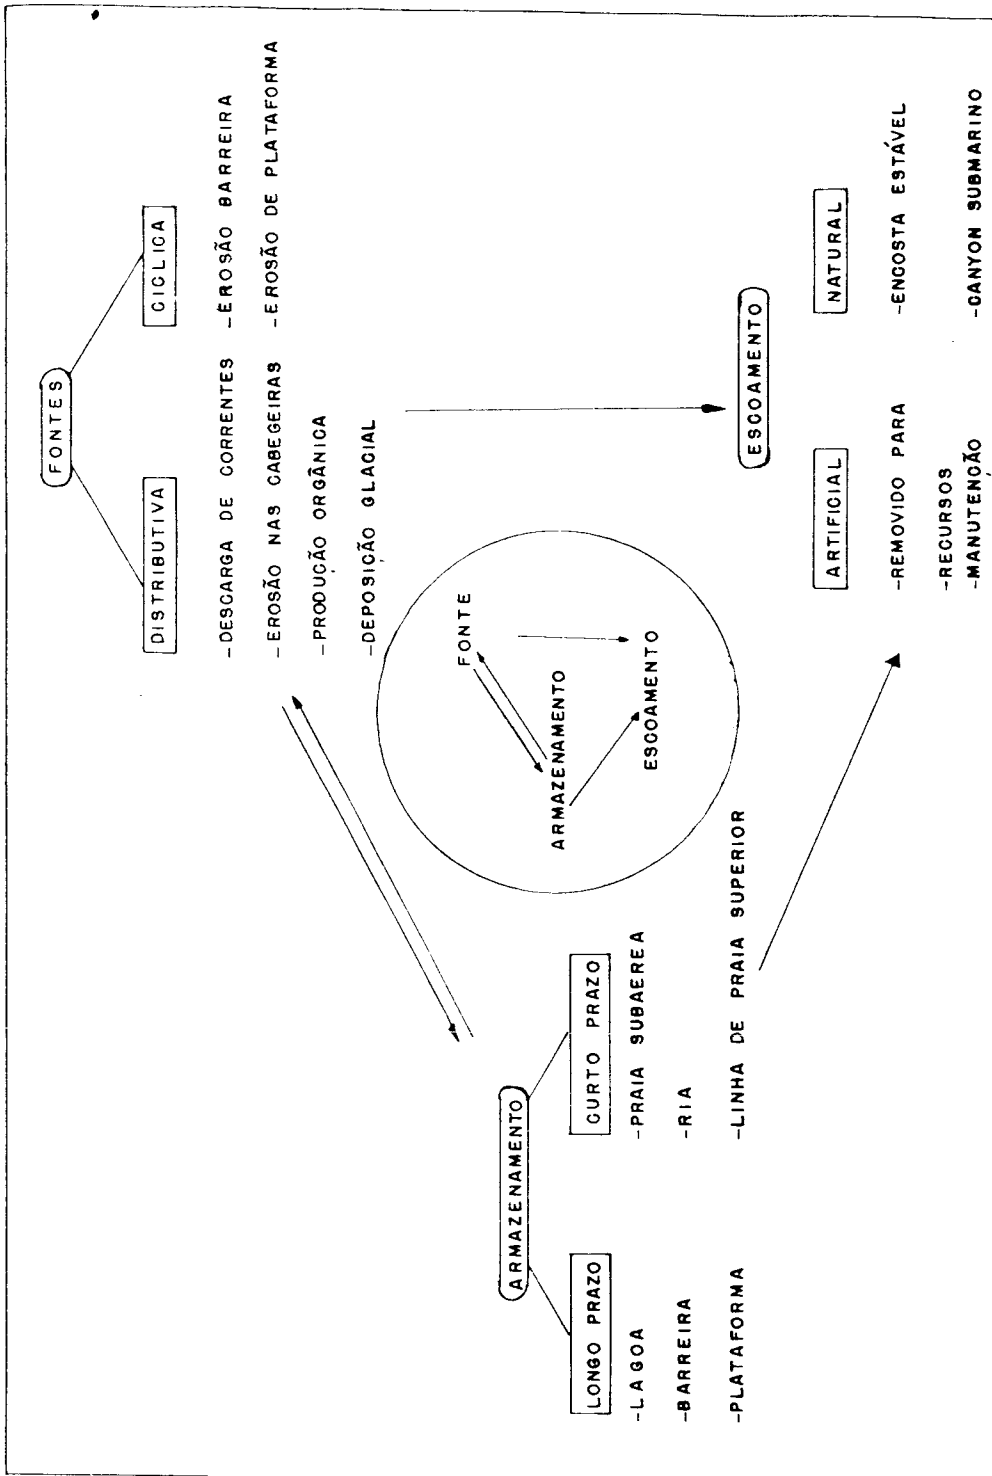 FONTES
DISTRIBUTIVA
CICLICA
-DESCARGA DE CORRENTES
-EROSÃO BARREIRA
-EROSÃO NAS CABEGEIRAS
-EROSÃO DE PLATAFORMA
-PRODUÇÃO ORGÂNICA
-DEPOSIÇÃO GLACIAL
FONTE
ARMAZENAMENTO
ESCOAMENTO
ARMAZENAMENTO
LONGO PRAZO
CURTO PRAZO
-LAGOA
-PRAIA SUBAEREA
-BARREIRA
-RIA
-PLATAFORMA
-LINHA DE PRAIA SUPERIOR
ESCOAMENTO
ARTIFICIAL
NATURAL
-REMOVIDO PARA
-ENCOSTA ESTÁVEL
-RECURSOS
-MANUTENÇÃO
-CANYON SUBMARINO